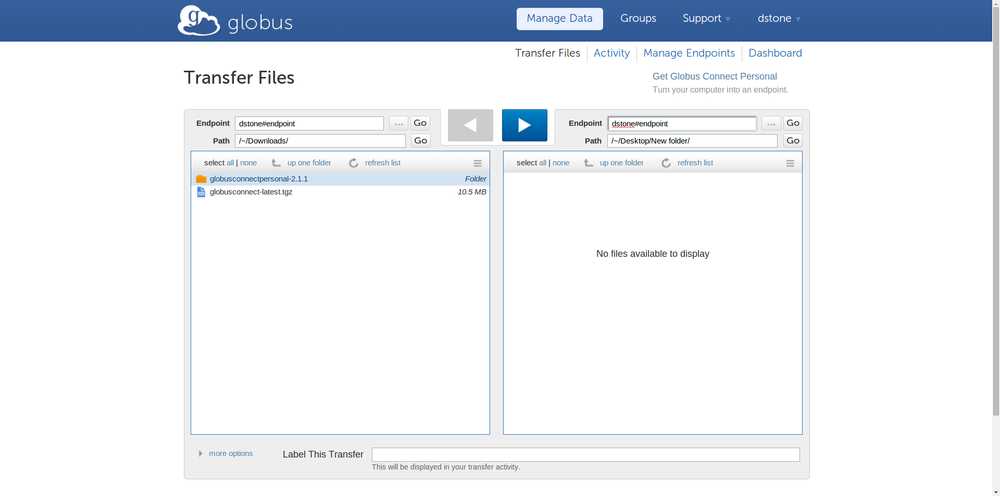 globus
Manage Data Groups Support ▼ dstone ▼
Transfer Files Activity Manage Endpoints Dashboard
Transfer Files
Get Globus Connect Personal
Turn your computer into an endpoint.
Endpoint dstone#endpoint ... Go
Path /~/Downloads/ Go
Endpoint dstone#endpoint ... Go
Path /~/Desktop/New folder/ Go
select all | none up one folder refresh list
globusconnectpersonal-2.1.1 Folder
globusconnect-latest.tgz 10.5 MB
select all | none up one folder refresh list
No files available to display
more options Label This Transfer
This will be displayed in your transfer activity.